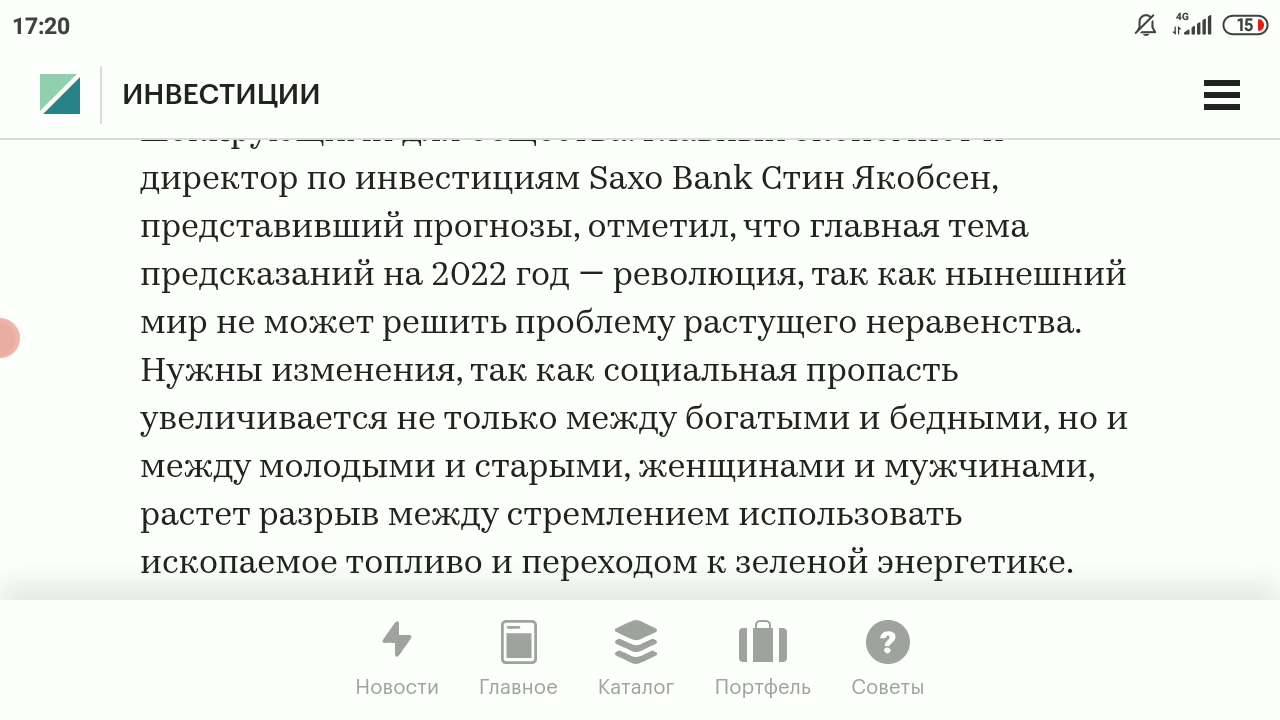 17:20
4G
15
ИНВЕСТИЦИИ
директор по инвестициям Saxo Bank Стин Якобсен,
представивший прогнозы, отметил, что главная тема
предсказаний на 2022 год — революция, так как нынешний
мир не может решить проблему растущего неравенства.
Нужны изменения, так как социальная пропасть
увеличивается не только между богатыми и бедными, но и
между молодыми и старыми, женщинами и мужчинами,
растет разрыв между стремлением использовать
ископаемое топливо и переходом к зеленой энергетике.
Новости
Главное
Каталог
Портфель
Советы